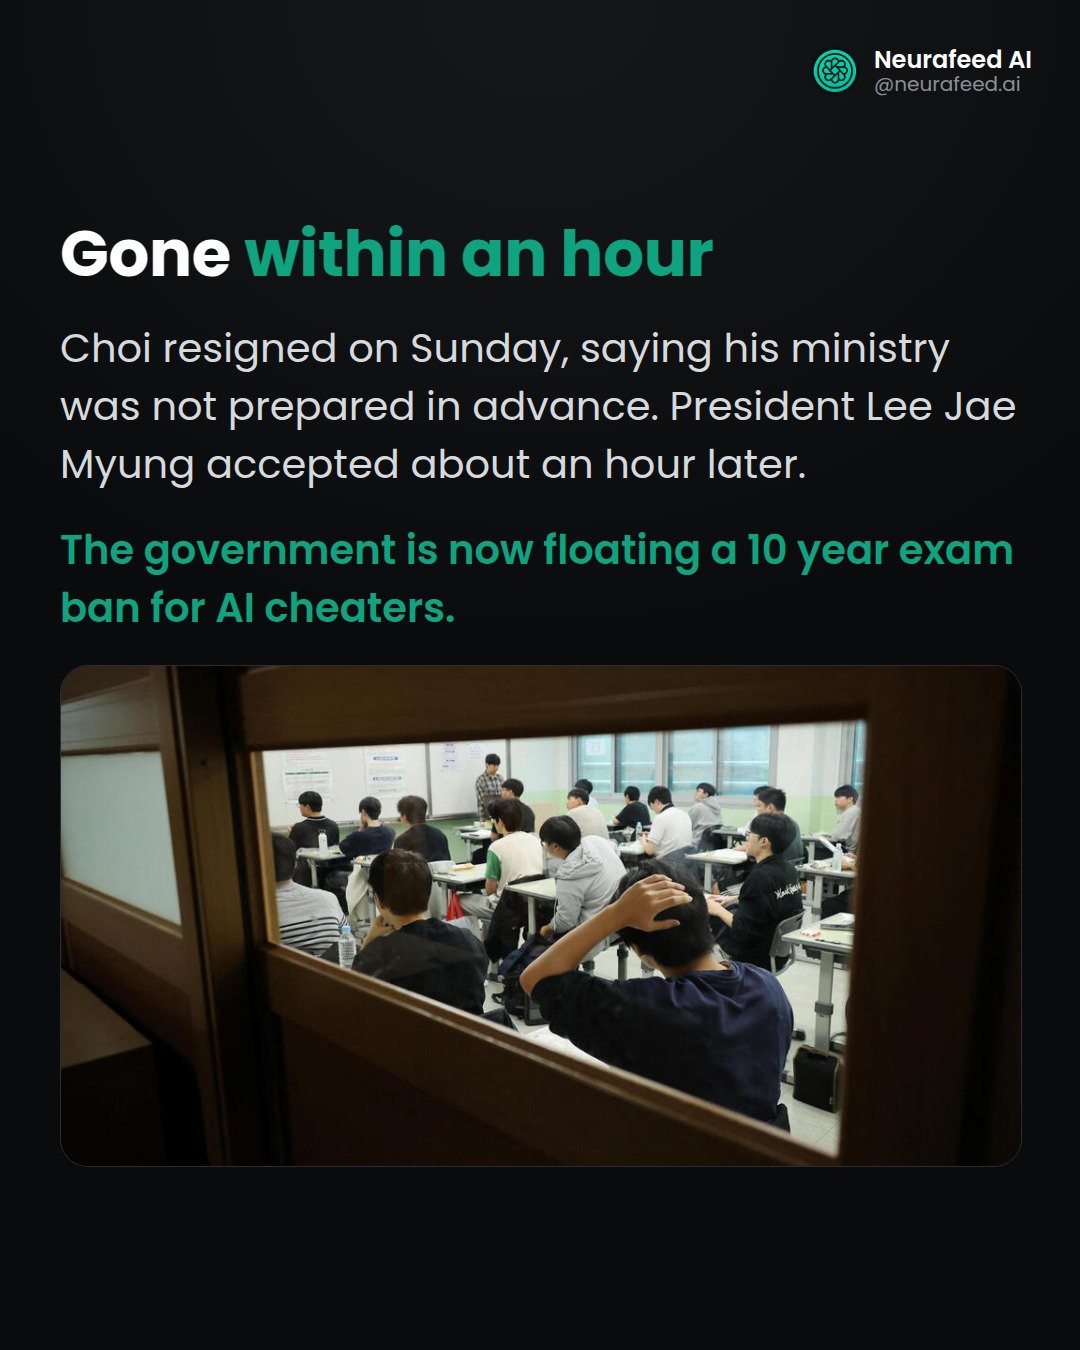 Neurafeed AI
@neurafeed.ai
Gone within an hour
Choi resigned on Sunday, saying his ministry
was not prepared in advance. President Lee Jae
Myung accepted about an hour later.
The government is now floating a 10 year exam
ban for AI cheaters.